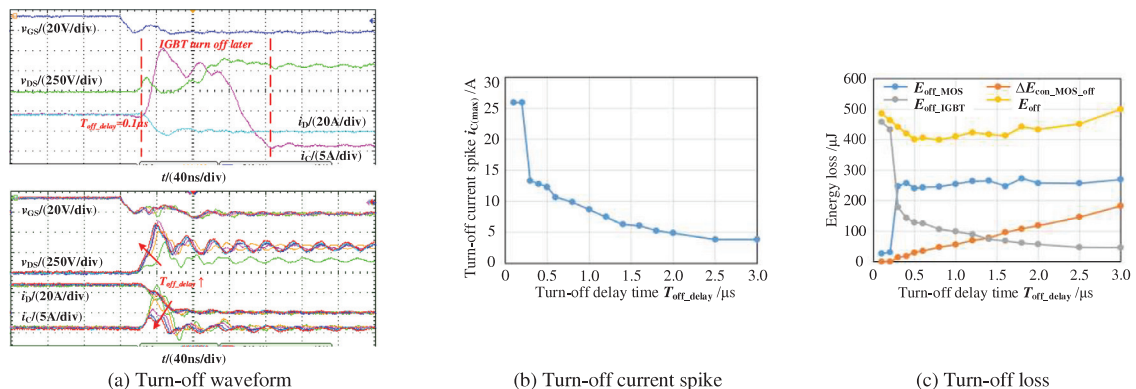 v_GS/(20V/div)
IGBT turn off later
v_DS/(250V/div)
T_off_delay=0.1μs
i_D/(20A/div)
i_C/(5A/div)
t/(40ns/div)
v_GS/(20V/div)
v_DS/(250V/div)
T_off_delay ↑
i_D/(20A/div)
i_C/(5A/div)
t/(40ns/div)
(a) Turn-off waveform
Turn-off current spike i_C(max) /A
30
25
20
15
10
5
0
0 0.5 1.0 1.5 2.0 2.5 3.0
Turn-off delay time T_off_delay /μs
(b) Turn-off current spike
Energy loss /μJ
600
500
400
300
200
100
0
E_off_MOS
ΔE_con_MOS_off
E_off_IGBT
E_off
0 0.5 1.0 1.5 2.0 2.5 3.0
Turn-off delay time T_off_delay /μs
(c) Turn-off loss